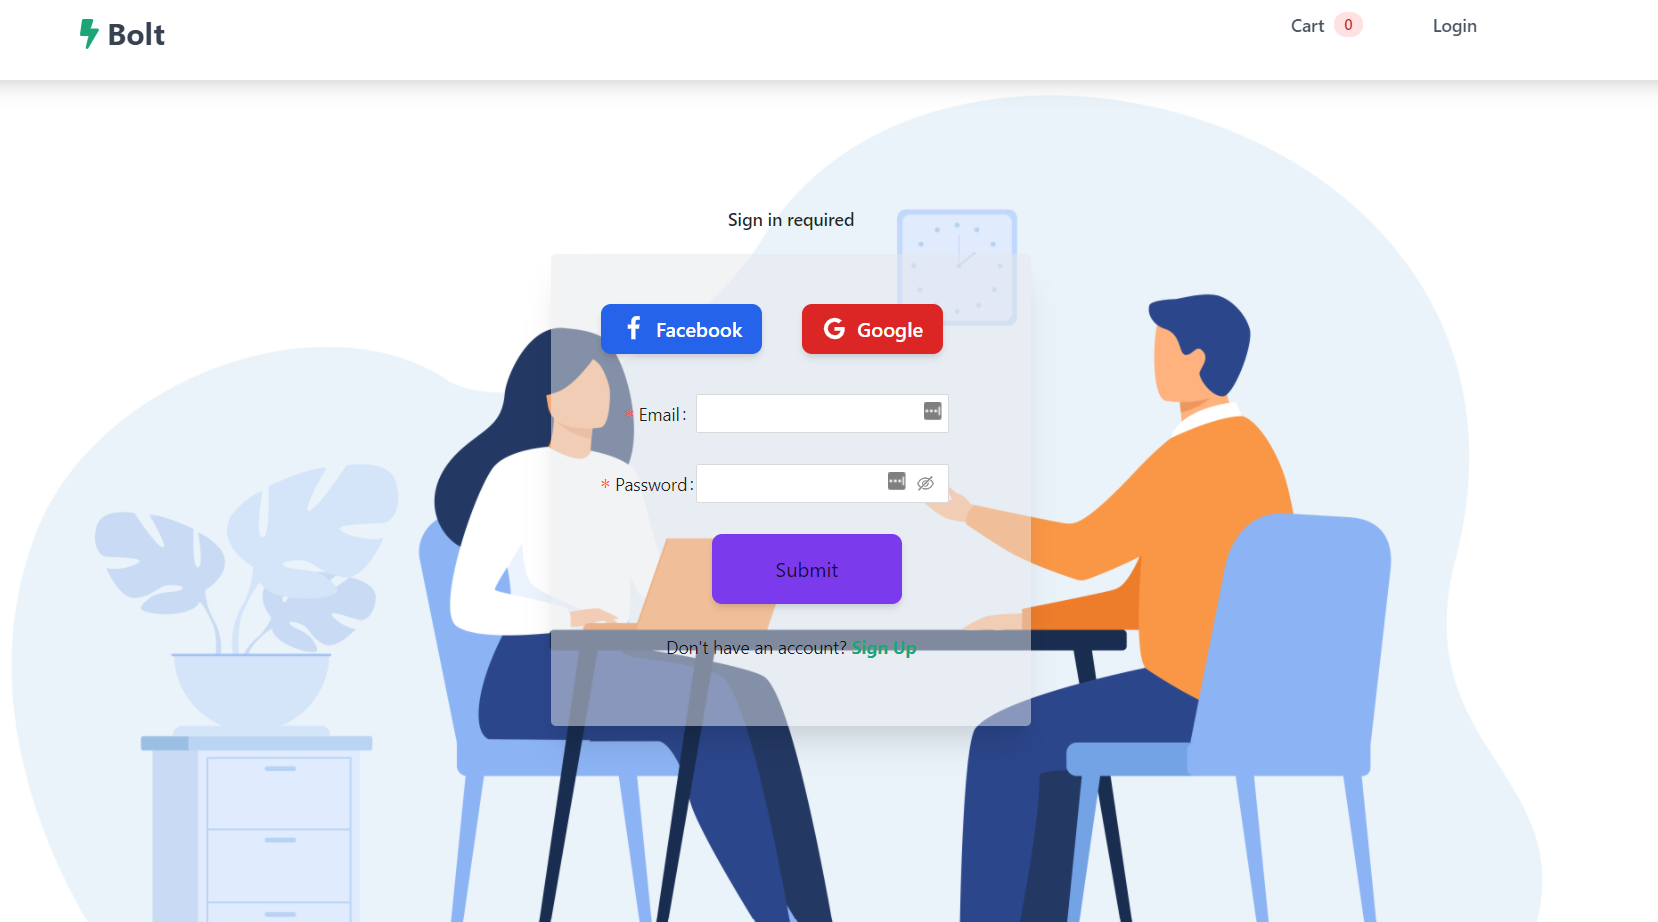 Bolt
Cart 0
Login
Sign in required
Facebook
Google
* Email:
* Password:
Submit
Don't have an account? Sign Up